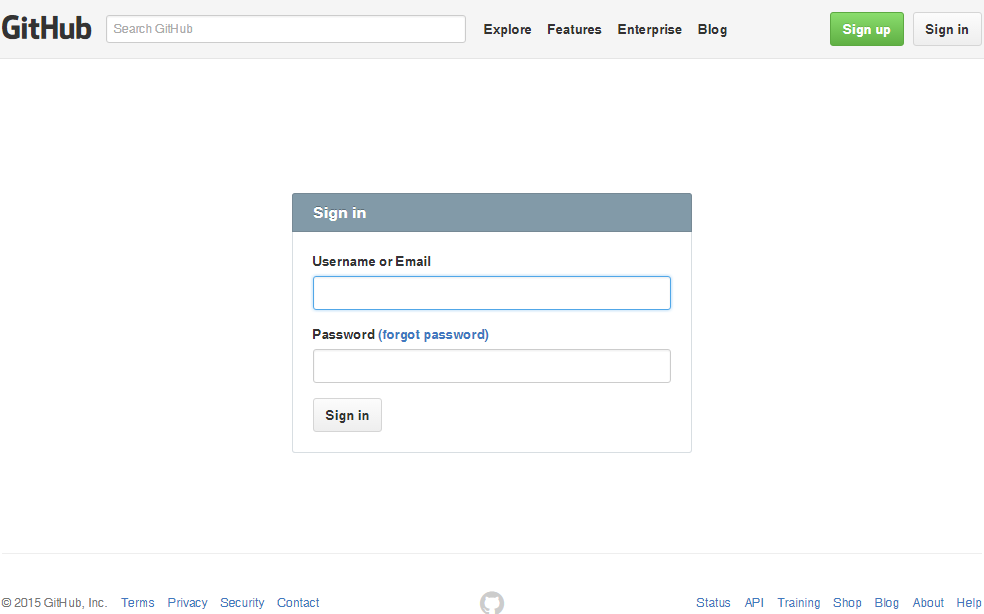 GitHub Search GitHub Explore Features Enterprise Blog Sign up Sign in
Sign in
Username or Email
Password (forgot password)
Sign in
© 2015 GitHub, Inc. Terms Privacy Security Contact Status API Training Shop Blog About Help